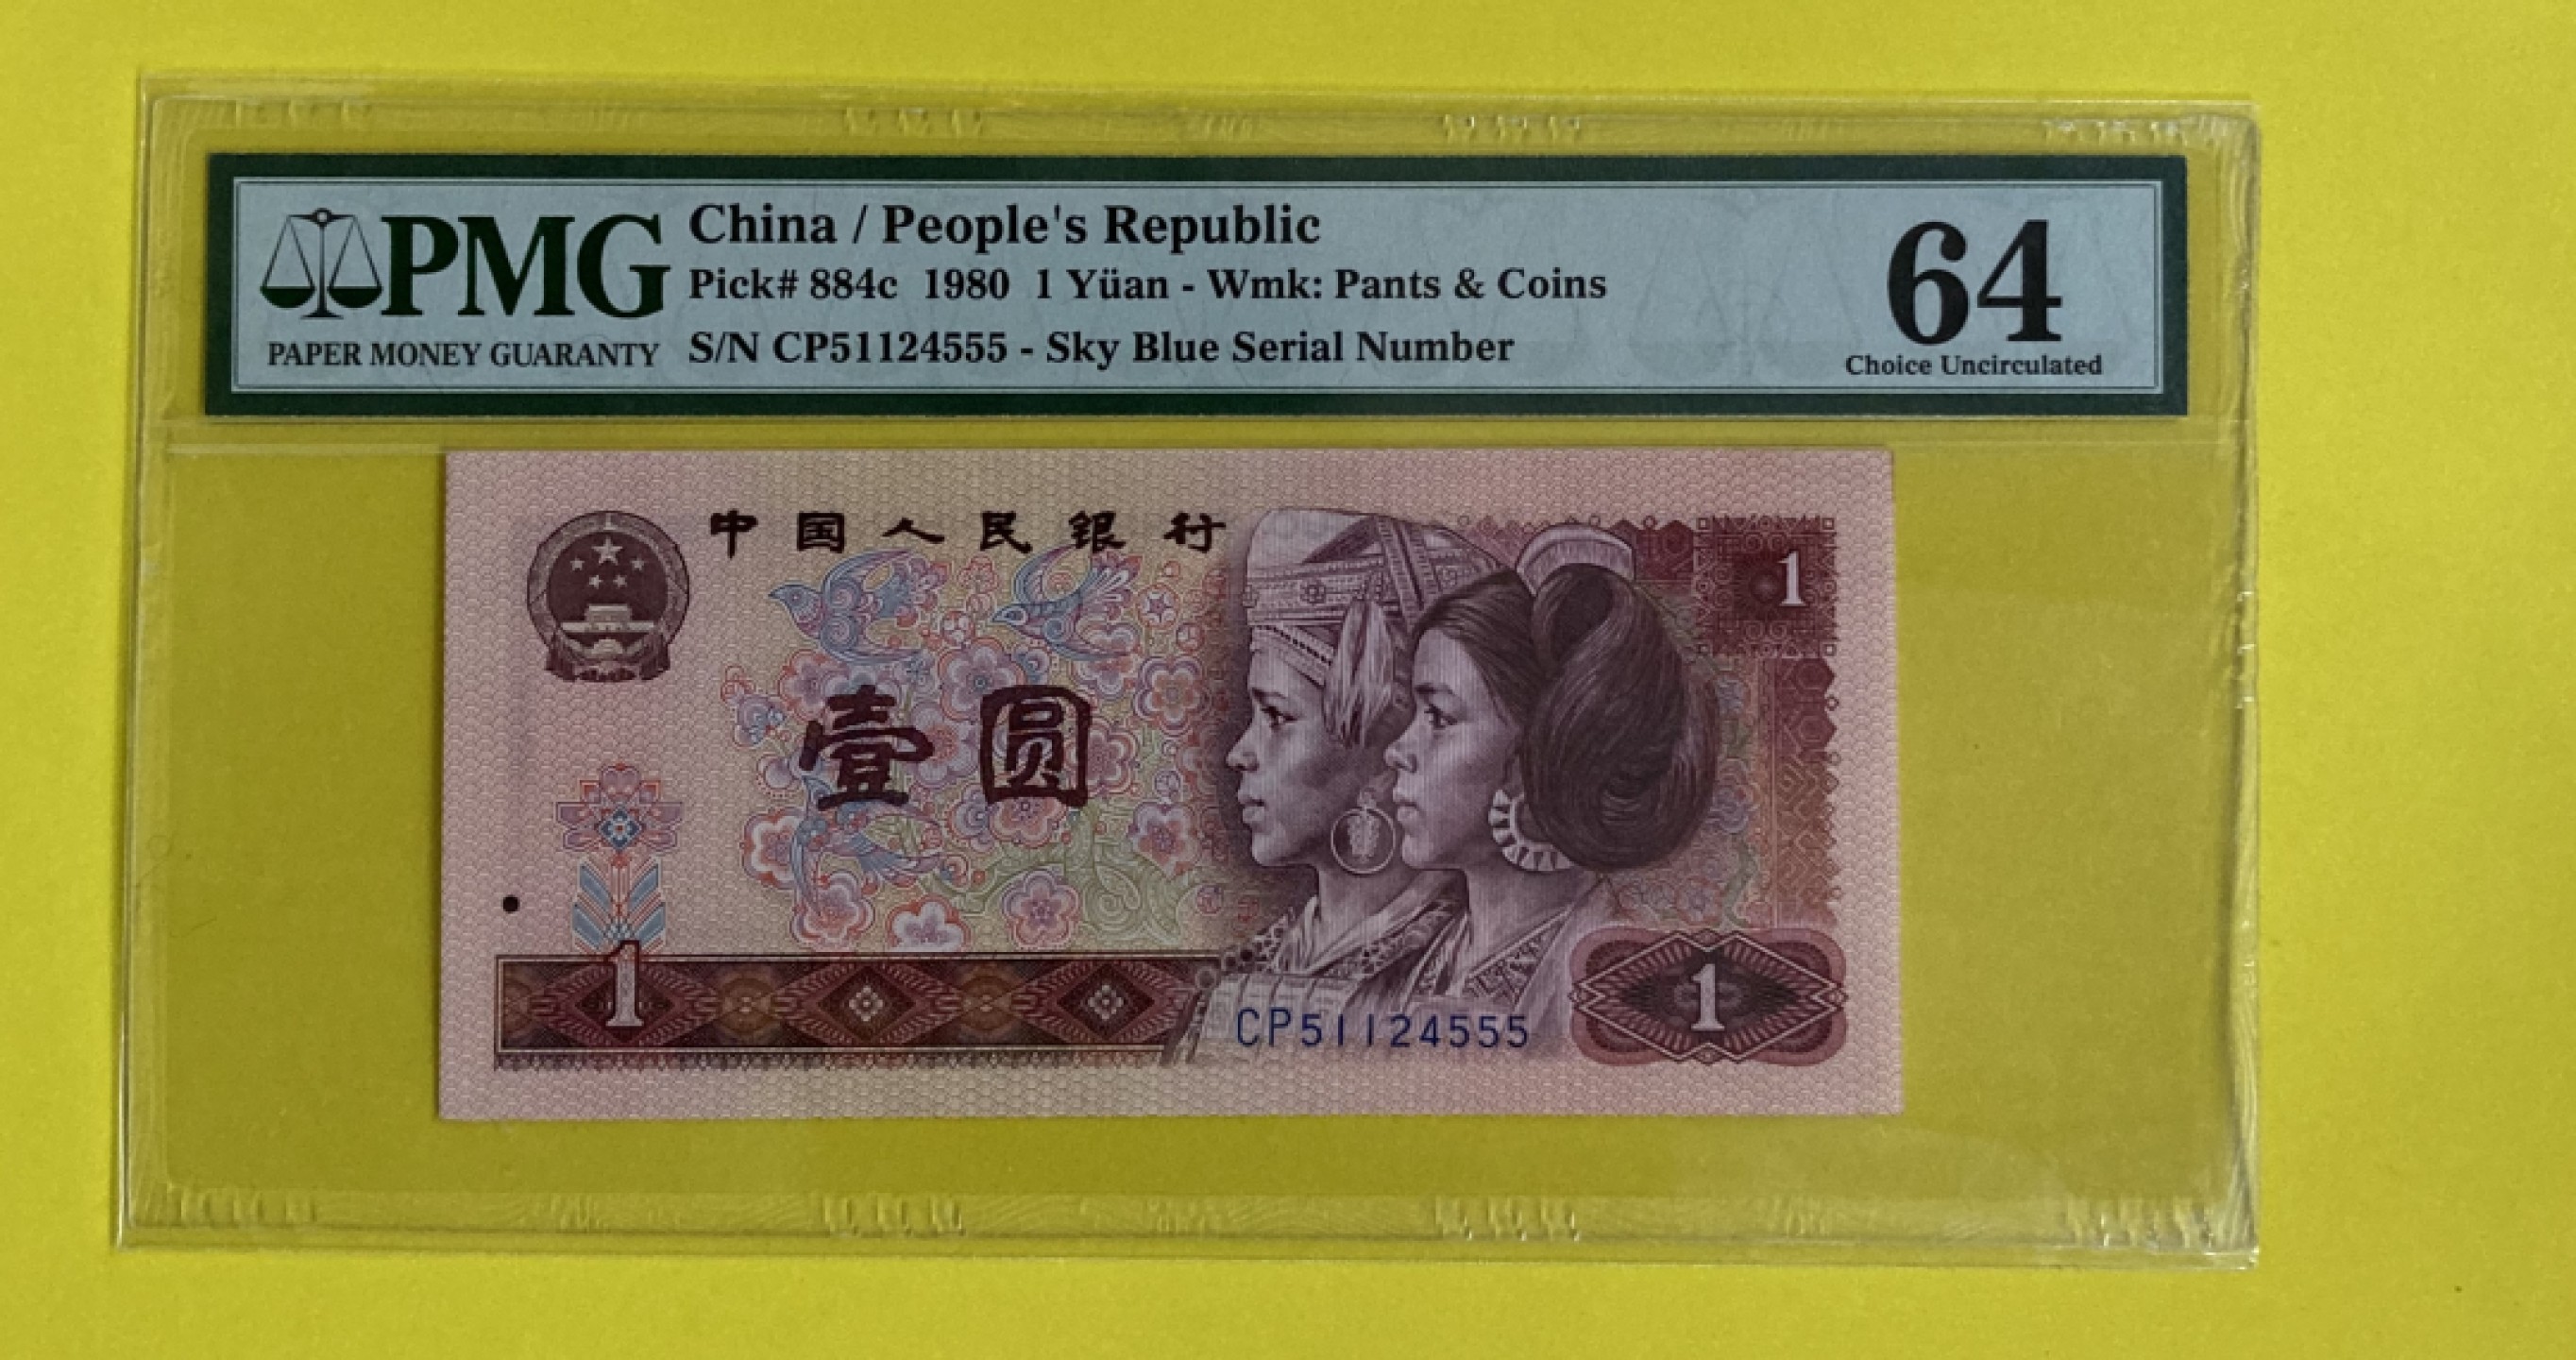 PMG
PAPER MONEY GUARANTY
China / People's Republic
Pick# 884c 1980 1 Yüan - Wmk: Pants & Coins
S/N CP51124555 - Sky Blue Serial Number
64
Choice Uncirculated
中国人民银行
1
壹圆
1
CP51124555
1